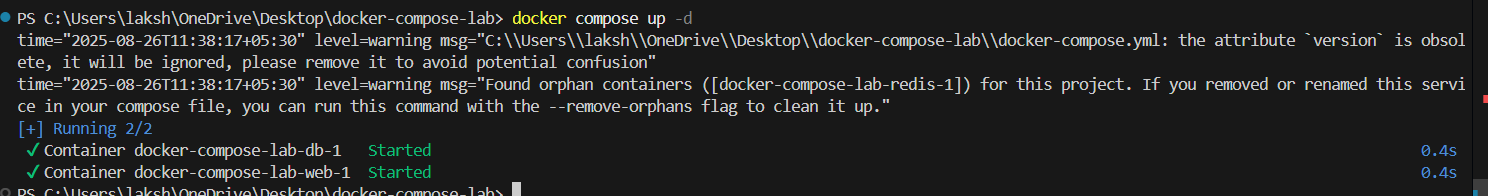 PS C:\Users\laksh\OneDrive\Desktop\docker-compose-lab> docker compose up -d
time="2025-08-26T11:38:17+05:30" level=warning msg="C:\\Users\\laksh\\OneDrive\\Desktop\\docker-compose-lab\\docker-compose.yml: the attribute `version` is obsol
ete, it will be ignored, please remove it to avoid potential confusion"
time="2025-08-26T11:38:17+05:30" level=warning msg="Found orphan containers ([docker-compose-lab-redis-1]) for this project. If you removed or renamed this servi
ce in your compose file, you can run this command with the --remove-orphans flag to clean it up."
[+] Running 2/2
✔ Container docker-compose-lab-db-1   Started   0.4s
✔ Container docker-compose-lab-web-1  Started   0.4s
PS C:\Users\laksh\OneDrive\Desktop\docker-compose-lab>